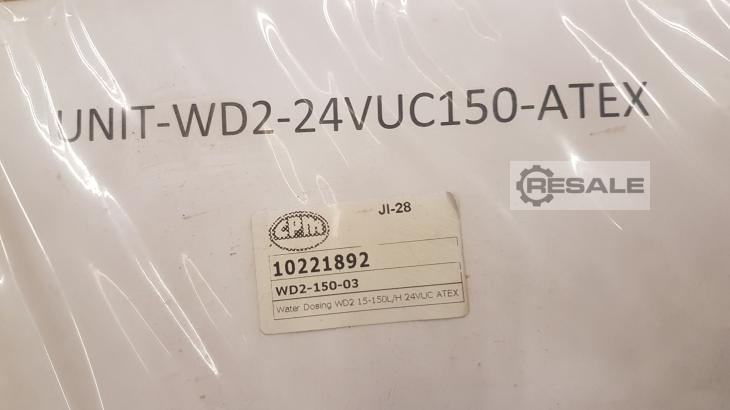 UNIT-WD2-24VUC150-ATEX
RESALE
JI-28
CPM
10221892
WD2-150-03
Water Dosing WD2 15-150L/H 24VUC ATEX